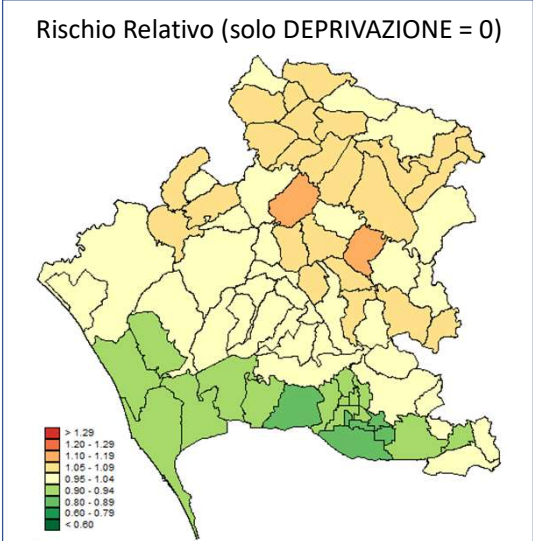 Rischio Relativo (solo DEPRIVAZIONE = 0)
> 1.29
1.20 - 1.29
1.10 - 1.19
1.05 - 1.09
0.95 - 1.04
0.90 - 0.94
0.80 - 0.89
0.60 - 0.79
< 0.60